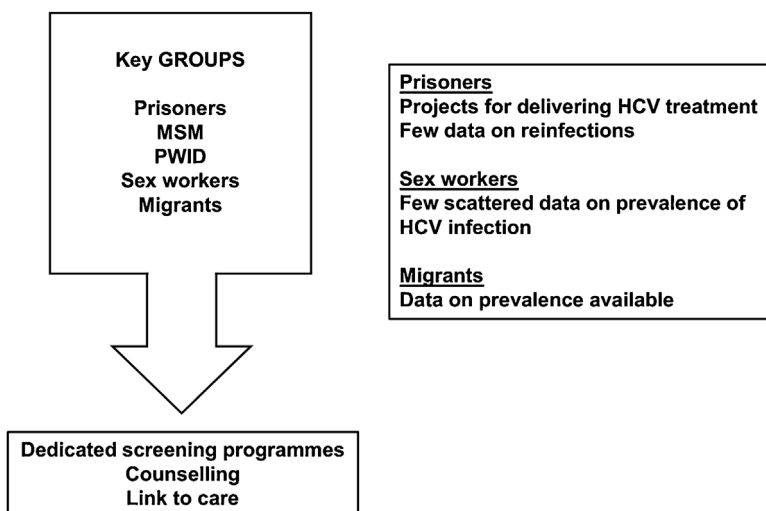 Key GROUPS
Prisoners
MSM
PWID
Sex workers
Migrants
Prisoners
Projects for delivering HCV treatment
Few data on reinfections
Sex workers
Few scattered data on prevalence of
HCV infection
Migrants
Data on prevalence available
Dedicated screening programmes
Counselling
Link to care